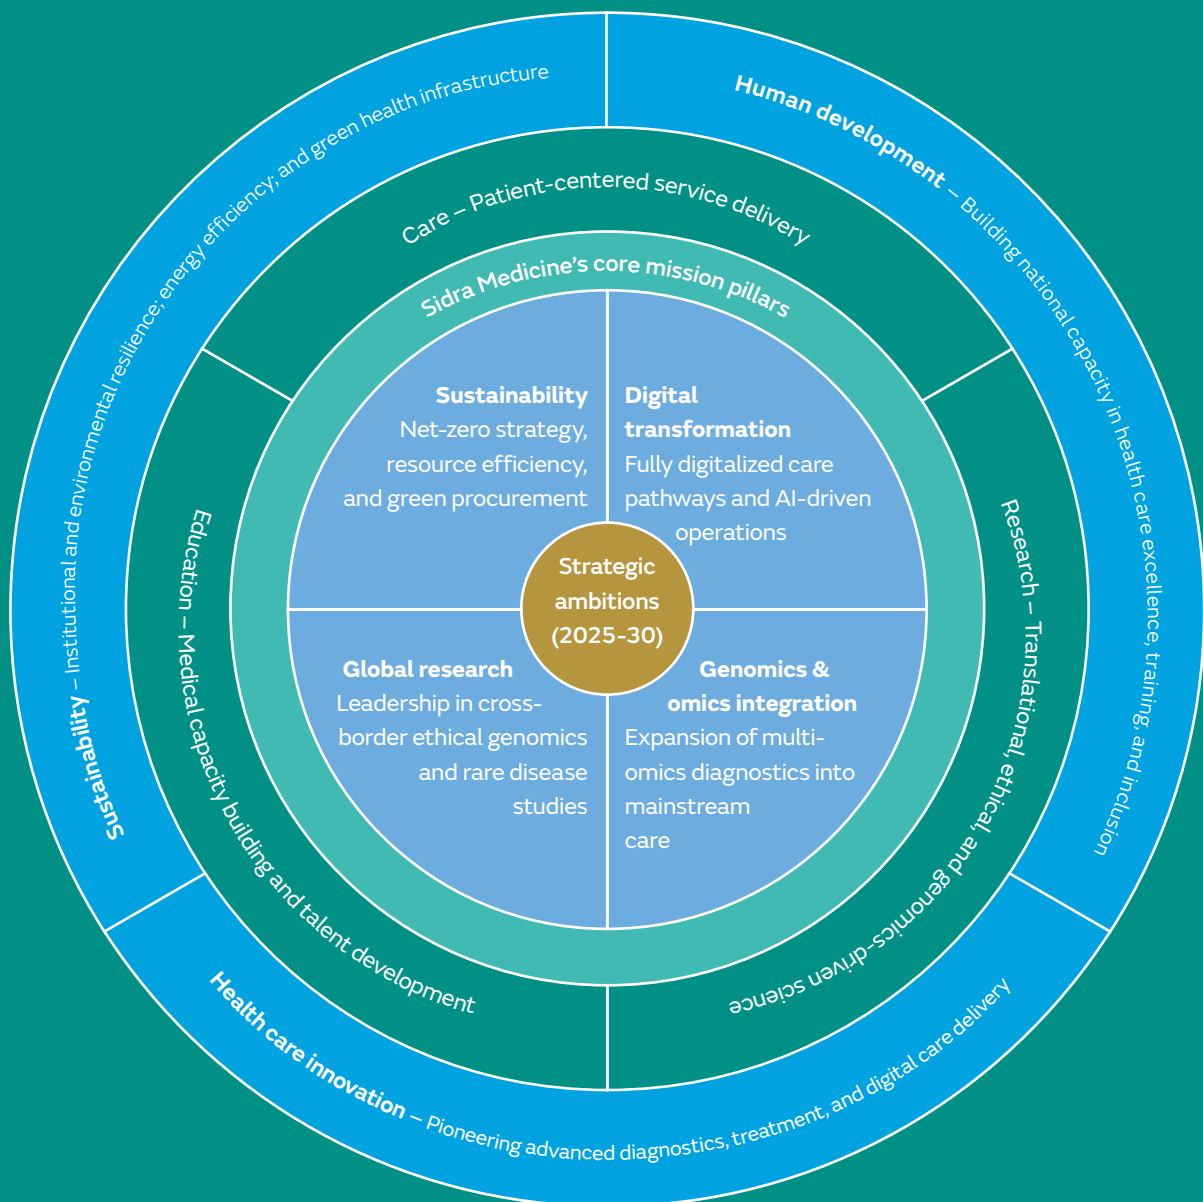 Human development – Building national capacity in health care excellence, training, and inclusion
Health care innovation – Pioneering advanced diagnostics, treatment, and digital care delivery
Sustainability – Institutional and environmental resilience; energy efficiency; and green health infrastructure
Care – Patient-centered service delivery
Research – Translational, ethical, and genomics-driven science
Education – Medical capacity building and talent development
Sidra Medicine’s core mission pillars
Sustainability
Net-zero strategy,
resource efficiency,
and green procurement
Digital
transformation
Fully digitalized care
pathways and AI-driven
operations
Strategic
ambitions
(2025-30)
Global research
Leadership in cross-
border ethical genomics
and rare disease
studies
Genomics &
omics integration
Expansion of multi-
omics diagnostics into
mainstream
care